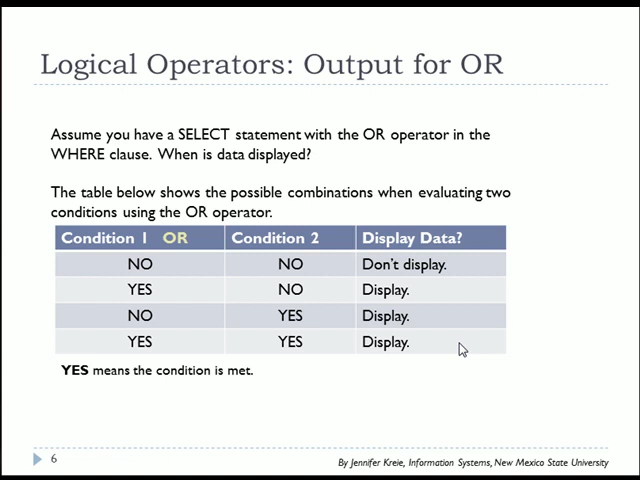 Logical Operators: Output for OR
Assume you have a SELECT statement with the OR operator in the
WHERE clause. When is data displayed?
The table below shows the possible combinations when evaluating two
conditions using the OR operator.
Condition 1 OR Condition 2 Display Data?
NO NO Don't display.
YES NO Display.
NO YES Display.
YES YES Display.
YES means the condition is met.
6
By Jennifer Kreie, Information Systems, New Mexico State University